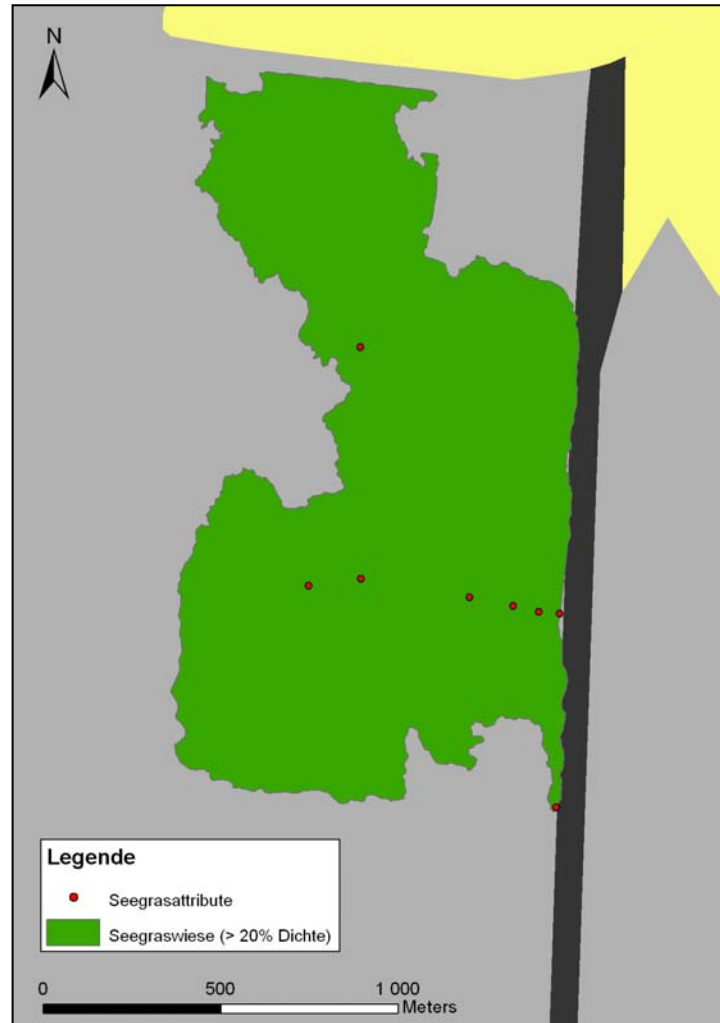 N
Legende
Seegrasattribute
Seegraswiese (> 20% Dichte)
0 500 1 000
Meters